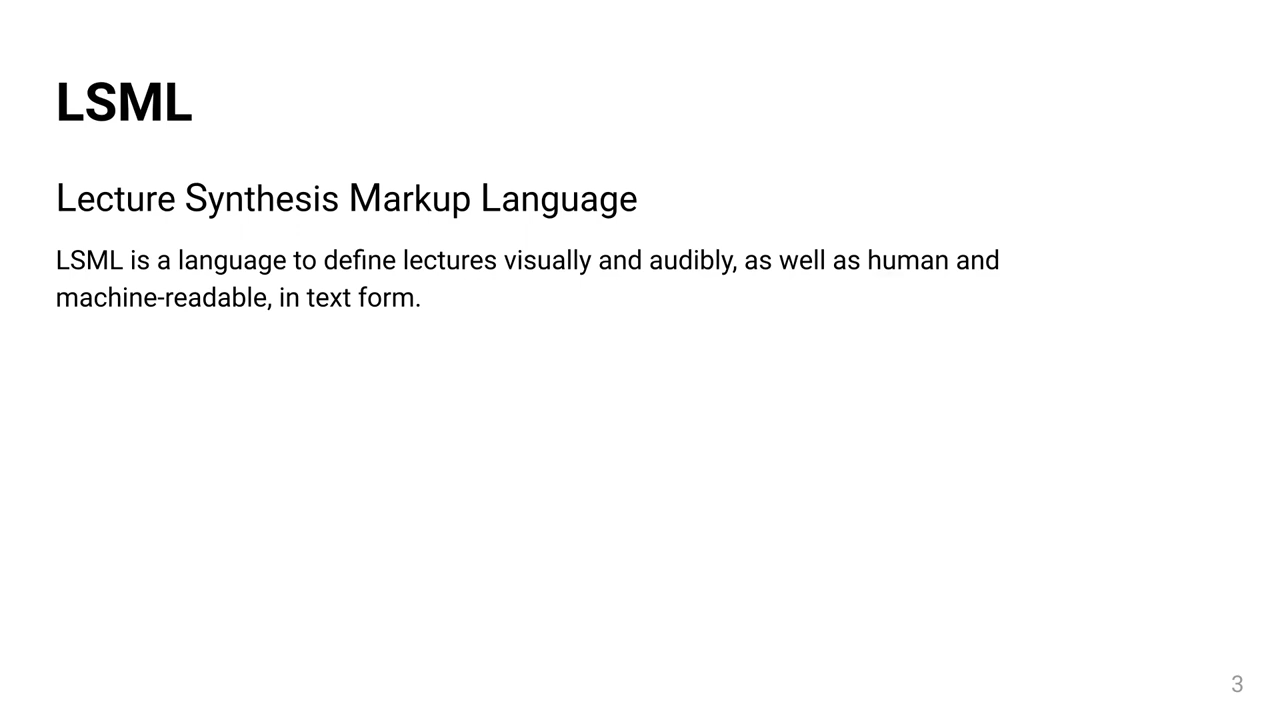 LSML
Lecture Synthesis Markup Language
LSML is a language to define lectures visually and audibly, as well as human and
machine-readable, in text form.
3